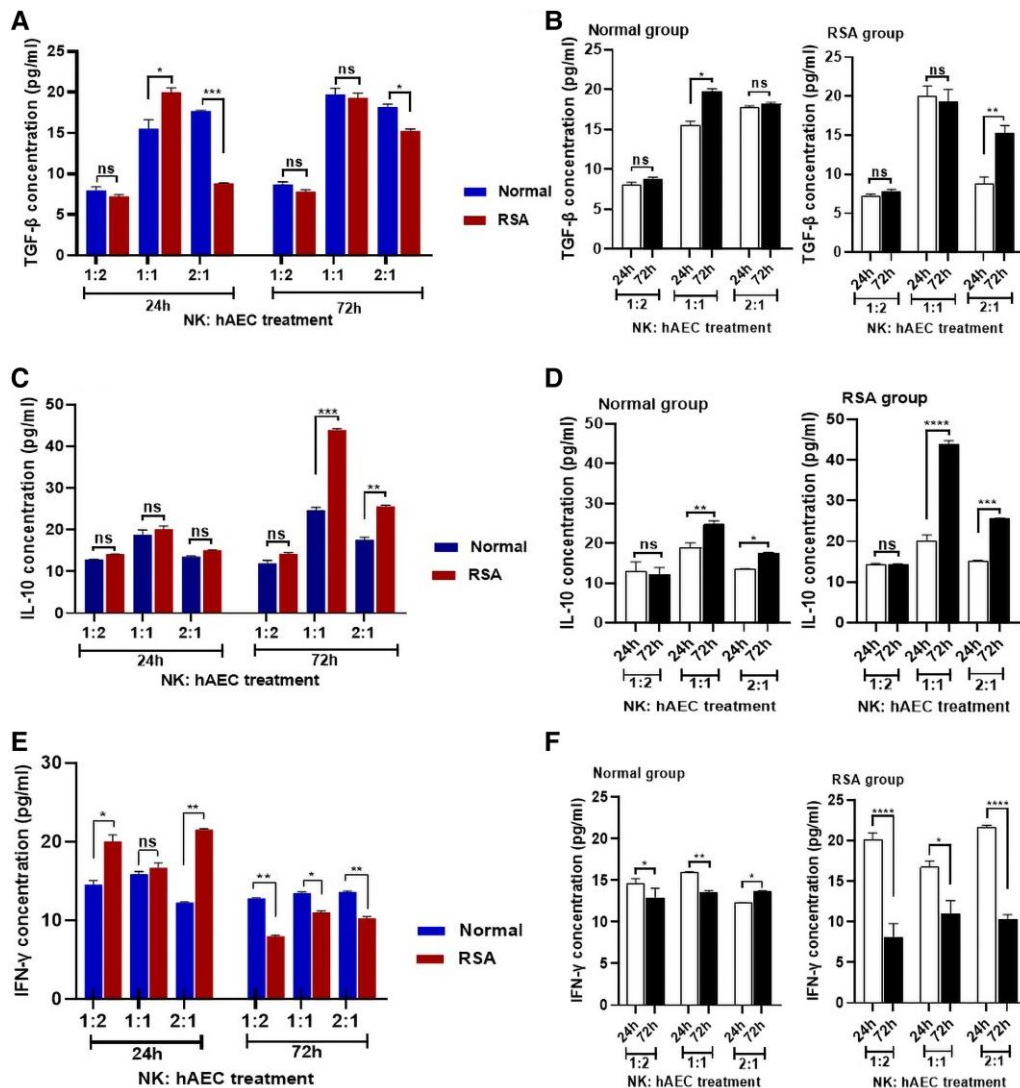 A
TGF-β concentration (pg/ml)
25
20
15
10
5
0
ns
*
***
ns
ns
*
1:2 1:1 2:1 1:2 1:1 2:1
24h 72h
NK: hAEC treatment
Normal
RSA
B
Normal group
TGF-β concentration (pg/ml)
25
20
15
10
5
0
ns
*
ns
24h 72h 24h 72h 24h 72h
1:2 1:1 2:1
NK: hAEC treatment
RSA group
TGF-β concentration (pg/ml)
25
20
15
10
5
0
ns
ns
**
24h 72h 24h 72h 24h 72h
1:2 1:1 2:1
NK: hAEC treatment
C
IL-10 concentration (pg/ml)
50
40
30
20
10
0
ns
ns
ns
ns
***
**
1:2 1:1 2:1 1:2 1:1 2:1
24h 72h
NK: hAEC treatment
Normal
RSA
D
Normal group
IL-10 concentration (pg/ml)
50
40
30
20
10
0
ns
**
*
24h 72h 24h 72h 24h 72h
1:2 1:1 2:1
NK: hAEC treatment
RSA group
IL-10 concentration (pg/ml)
50
40
30
20
10
0
ns
****
***
24h 72h 24h 72h 24h 72h
1:2 1:1 2:1
NK: hAEC treatment
E
IFN-γ concentration (pg/ml)
30
20
10
0
*
ns
**
**
*
**
1:2 1:1 2:1 1:2 1:1 2:1
24h 72h
NK: hAEC treatment
Normal
RSA
F
Normal group
IFN-γ concentration (pg/ml)
25
20
15
10
5
0
*
**
*
24h 72h 24h 72h 24h 72h
1:2 1:1 2:1
NK: hAEC treatment
RSA group
IFN-γ concentration (pg/ml)
25
20
15
10
5
0
****
*
****
24h 72h 24h 72h 24h 72h
1:2 1:1 2:1
NK: hAEC treatment